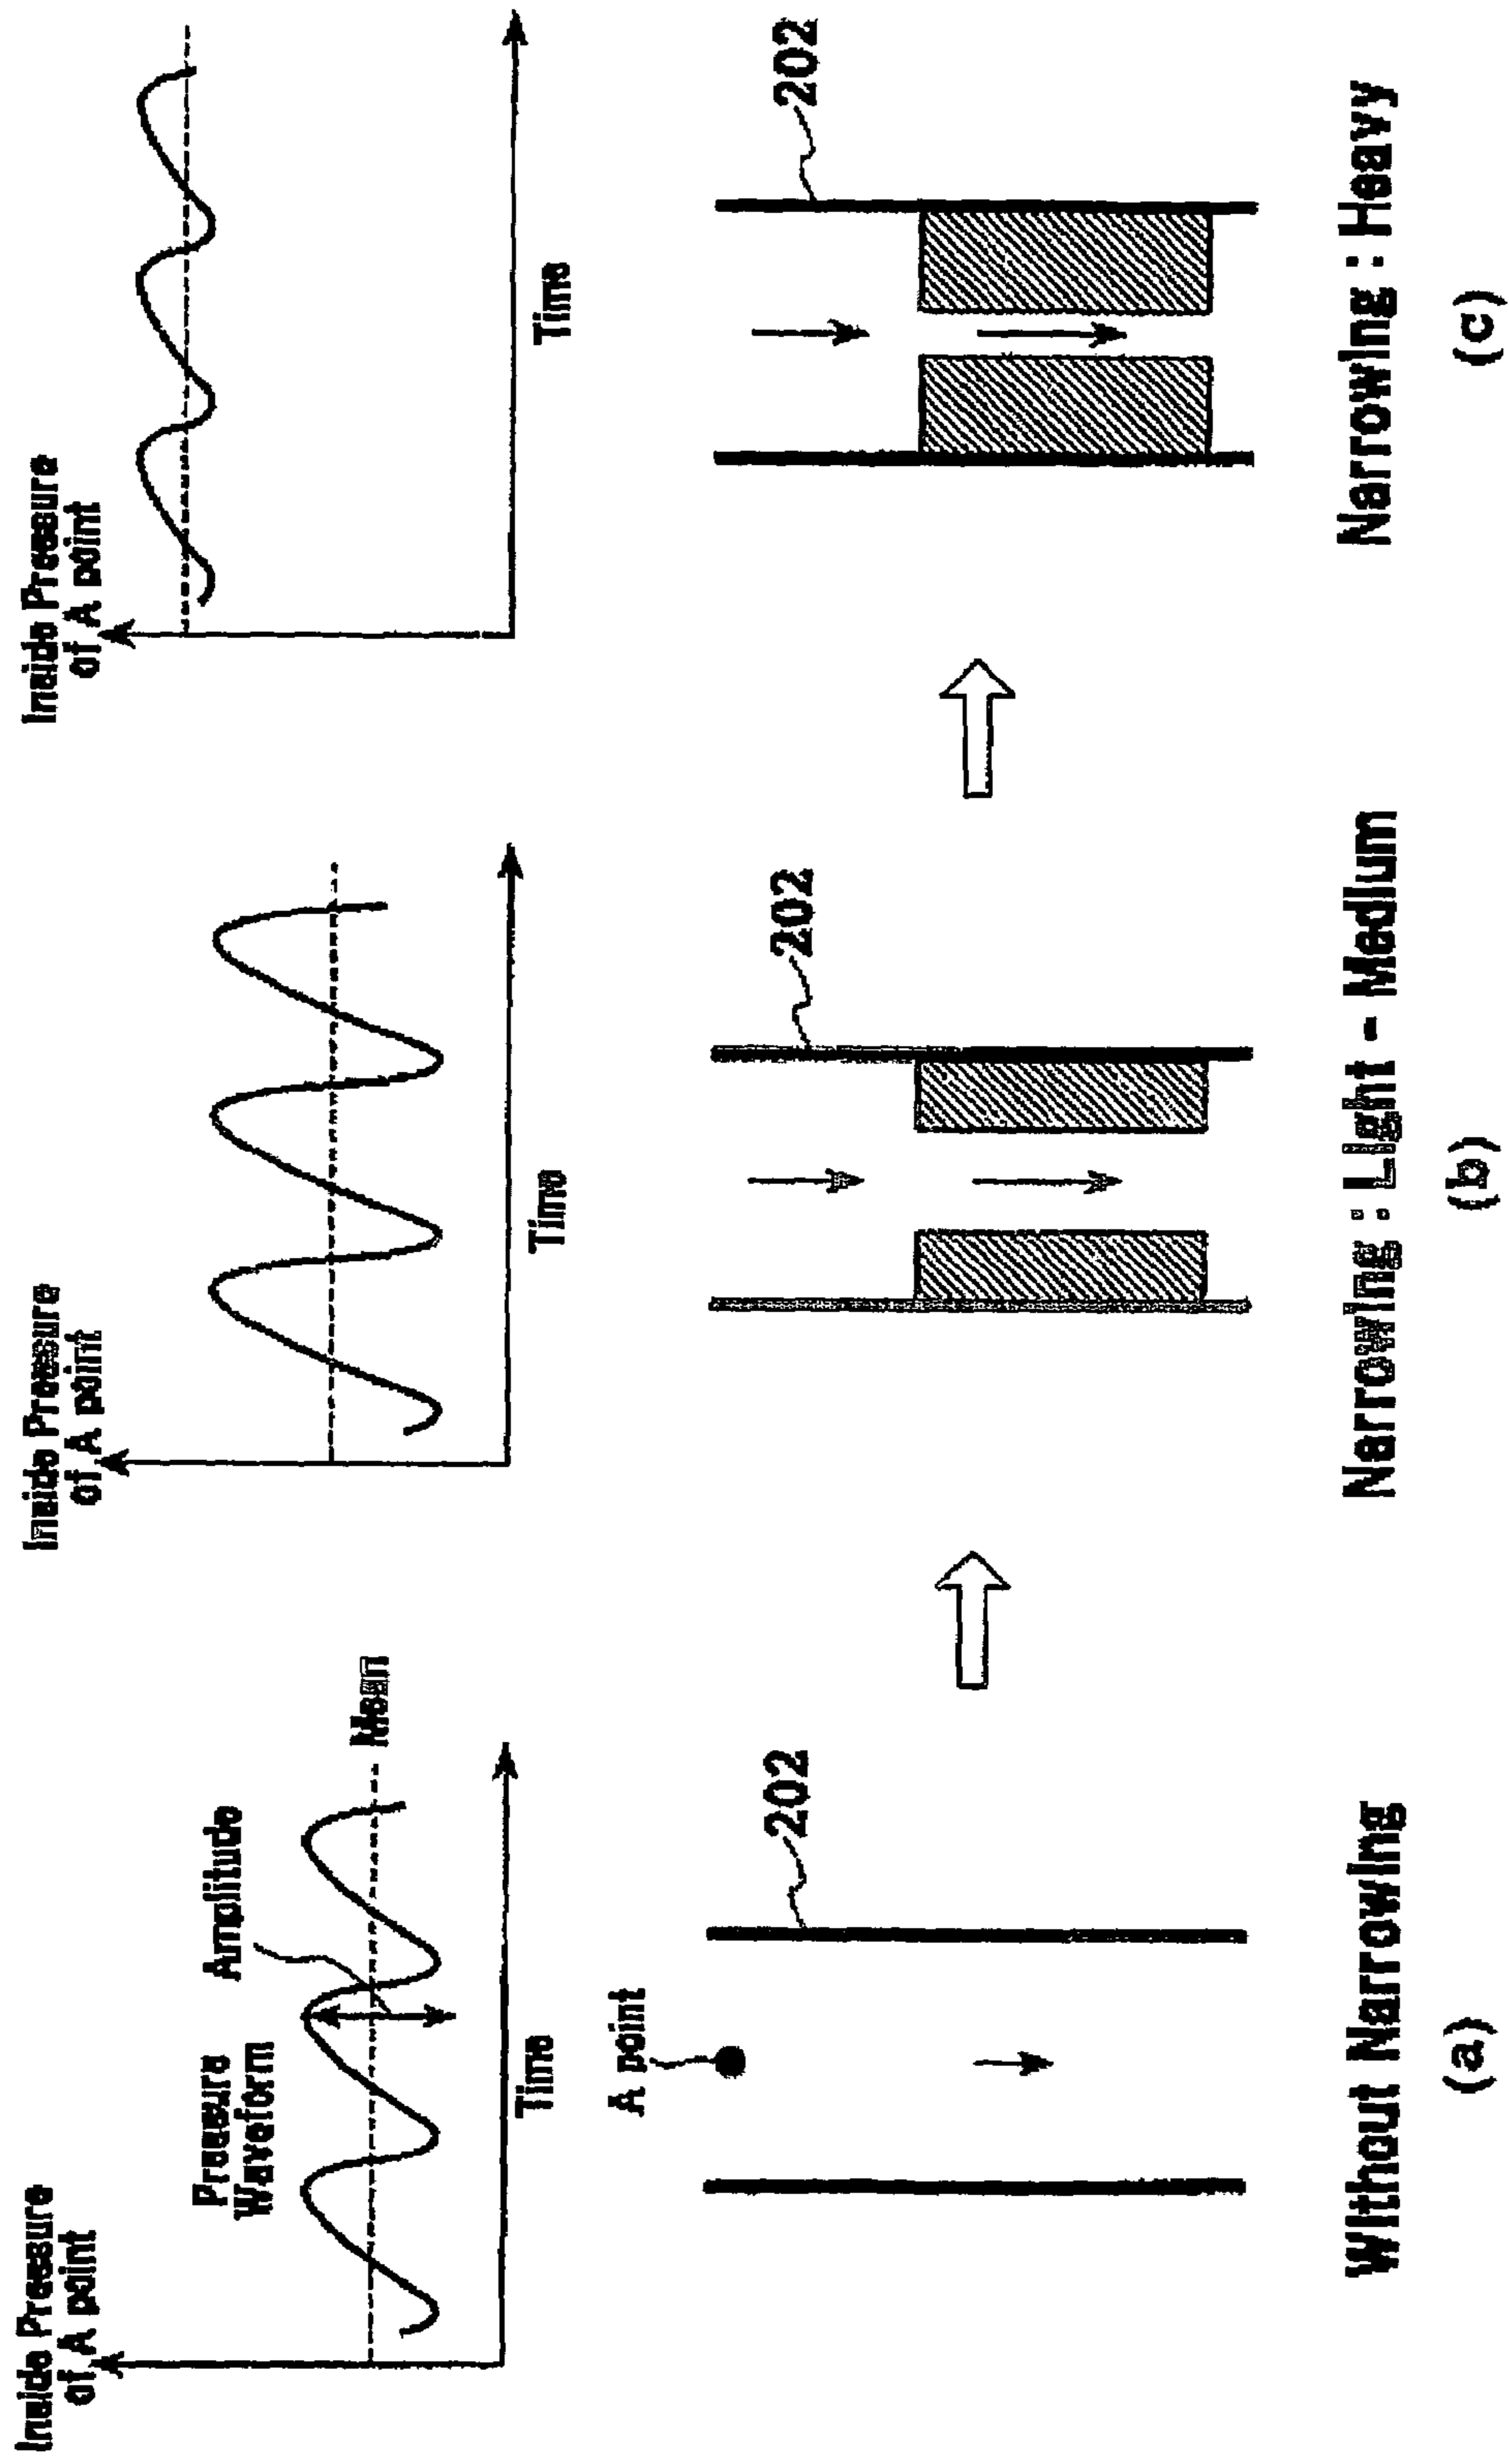 Inside Pressure
of A point
Pressure
Waveform
Amplitude
Mean
Time
A point
202
Without Narrowing
(a)
Inside Pressure
of A point
Time
202
Narrowing : Light - Medium
(b)
Inside Pressure
of A point
Time
202
Narrowing : Heavy
(c)